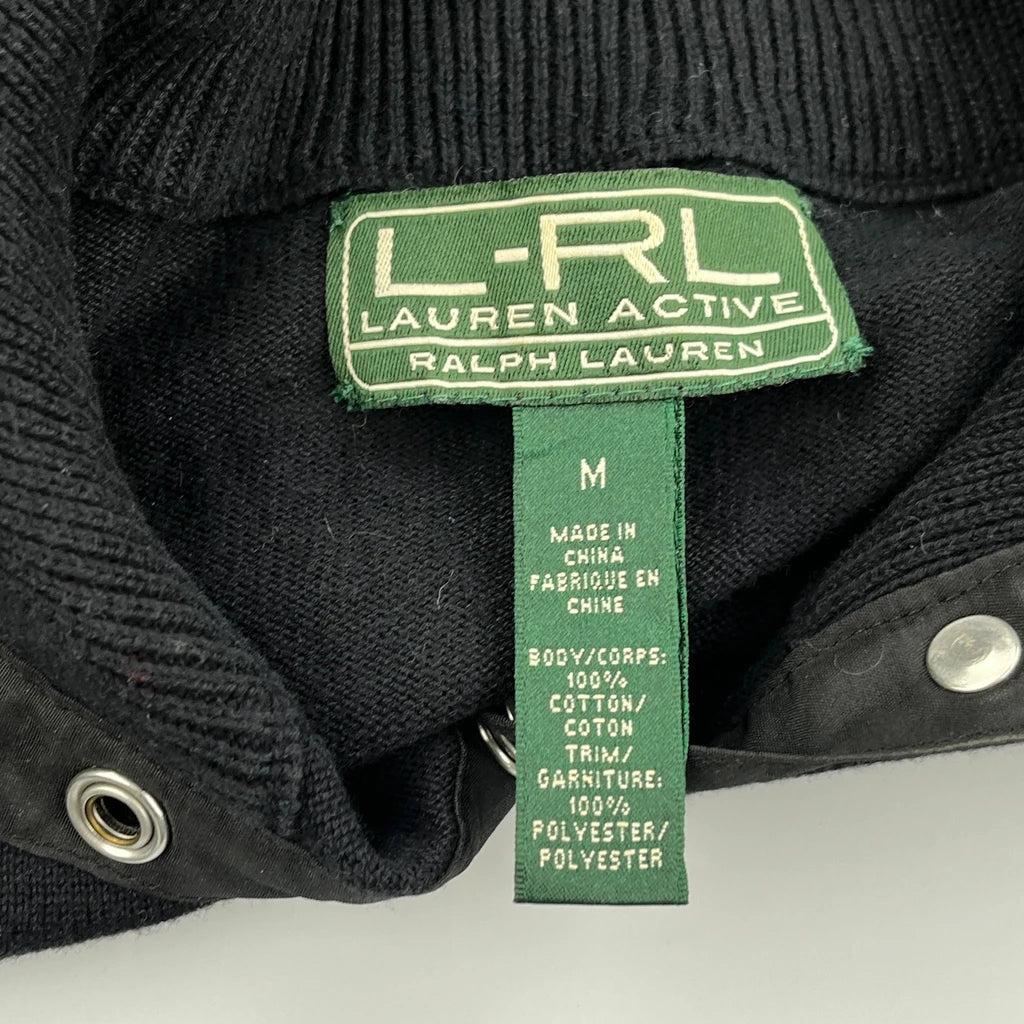 L-RL
LAUREN ACTIVE
RALPH LAUREN
M
MADE IN
CHINA
FABRIQUE EN
CHINE
BODY/CORPS:
100%
COTTON/
COTON
TRIM/
GARNITURE:
100%
POLYESTER/
POLYESTER